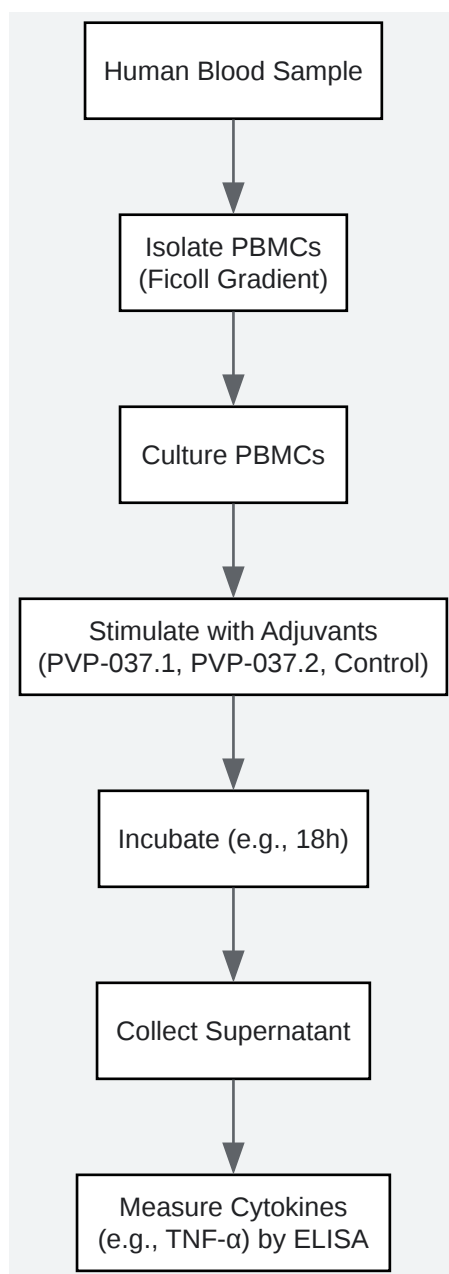 Human Blood Sample
Isolate PBMCs
(Ficoll Gradient)
Culture PBMCs
Stimulate with Adjuvants
(PVP-037.1, PVP-037.2, Control)
Incubate (e.g., 18h)
Collect Supernatant
Measure Cytokines
(e.g., TNF-α) by ELISA